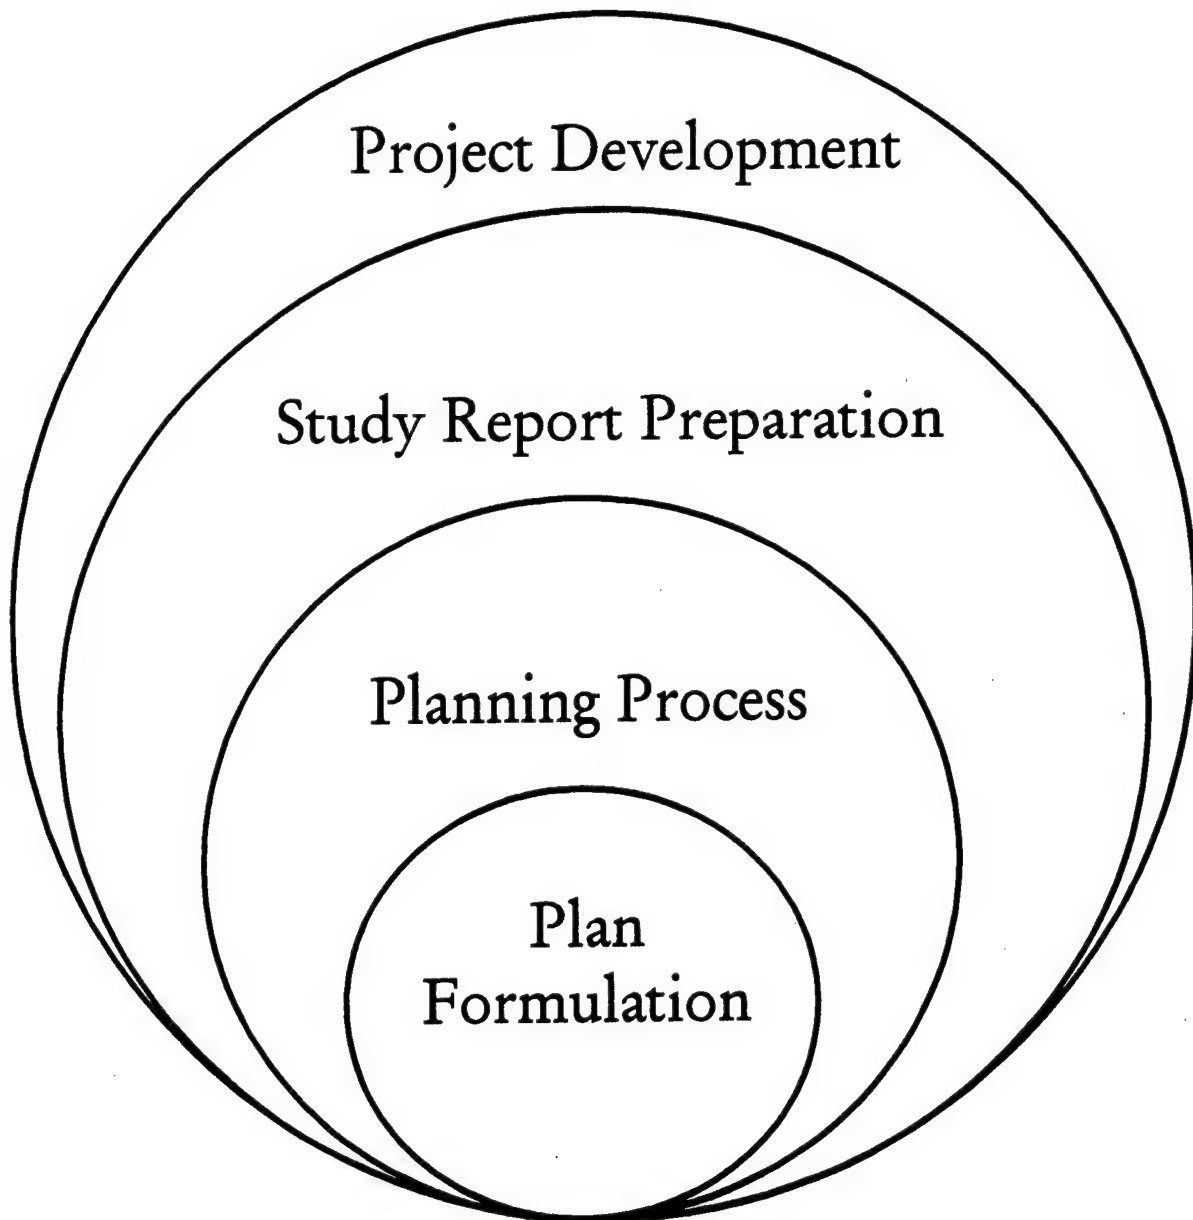 Project Development
Study Report Preparation
Planning Process
Plan
Formulation